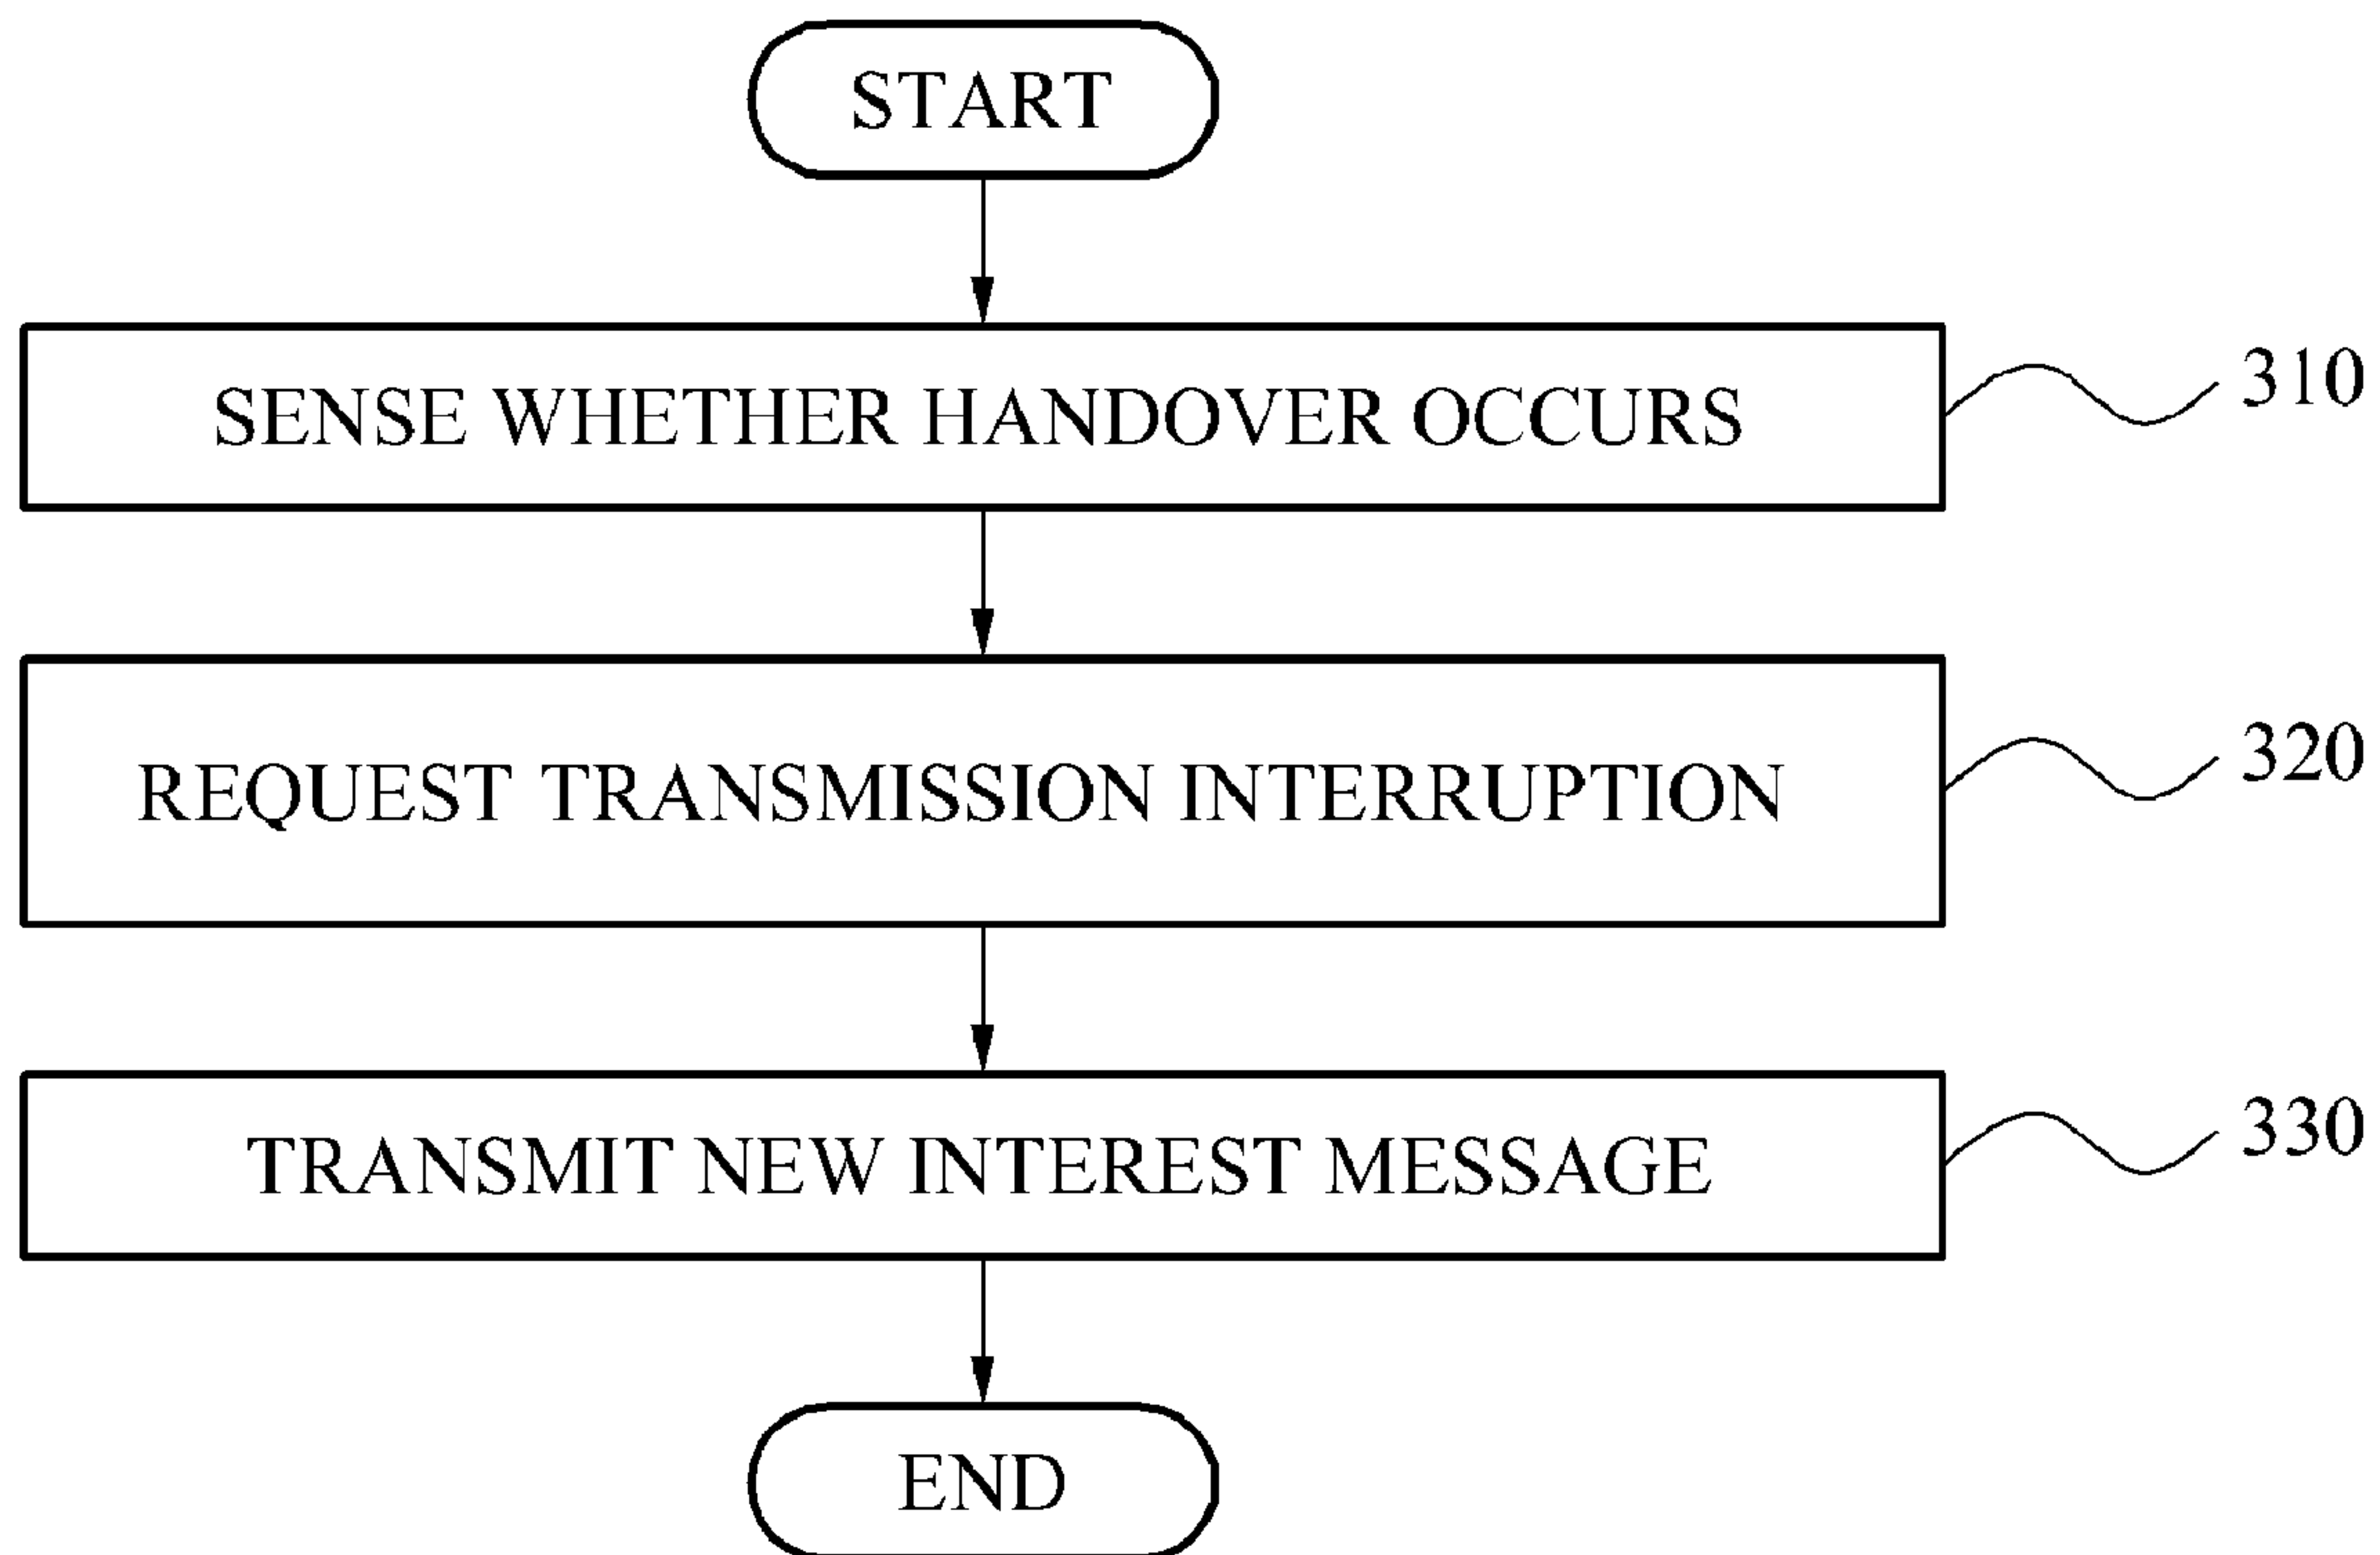 START
SENSE WHETHER HANDOVER OCCURS
310
REQUEST TRANSMISSION INTERRUPTION
320
TRANSMIT NEW INTEREST MESSAGE
330
END